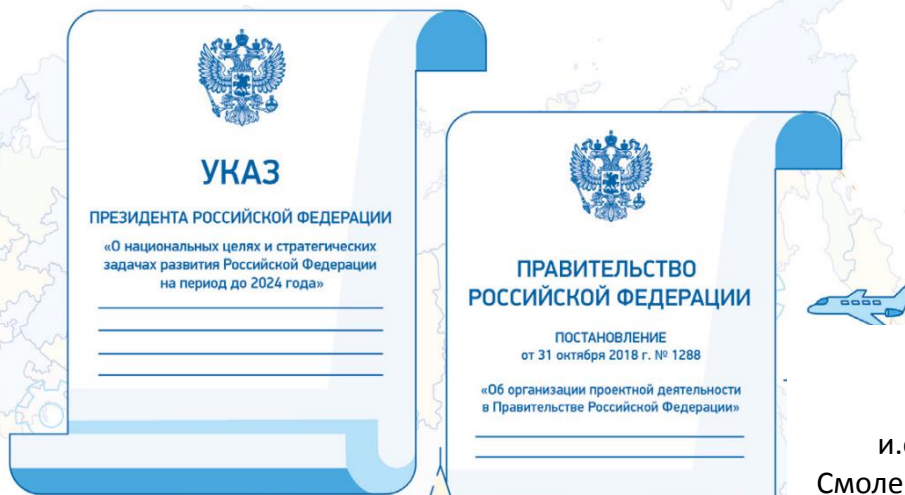 УКАЗ
ПРЕЗИДЕНТА РОССИЙСКОЙ ФЕДЕРАЦИИ
«О национальных целях и стратегических
задачах развития Российской Федерации
на период до 2024 года»
ПРАВИТЕЛЬСТВО
РОССИЙСКОЙ ФЕДЕРАЦИИ
ПОСТАНОВЛЕНИЕ
от 31 октября 2018 г. № 1288
«Об организации проектной деятельности
в Правительстве Российской Федерации»